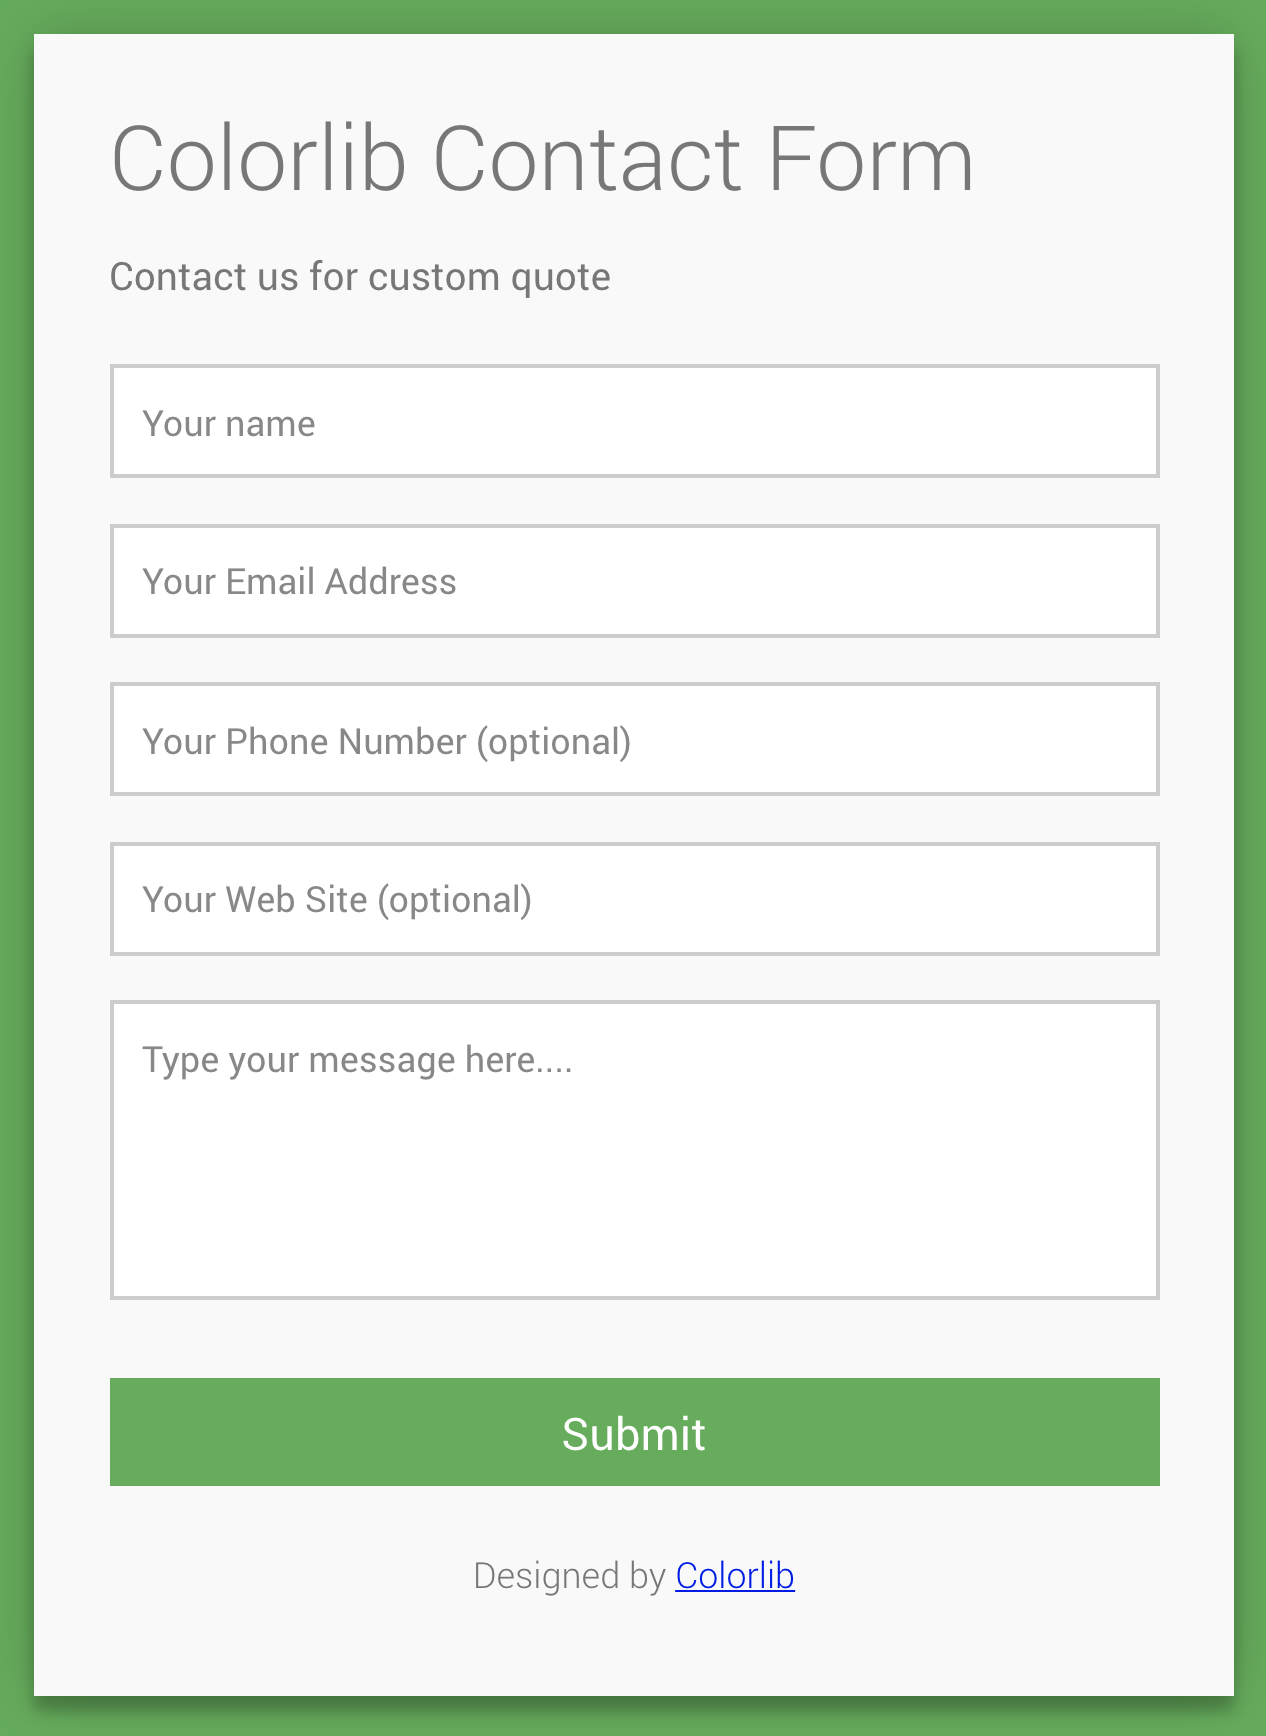 Colorlib Contact Form
Contact us for custom quote
Your name
Your Email Address
Your Phone Number (optional)
Your Web Site (optional)
Type your message here....
Submit
Designed by Colorlib